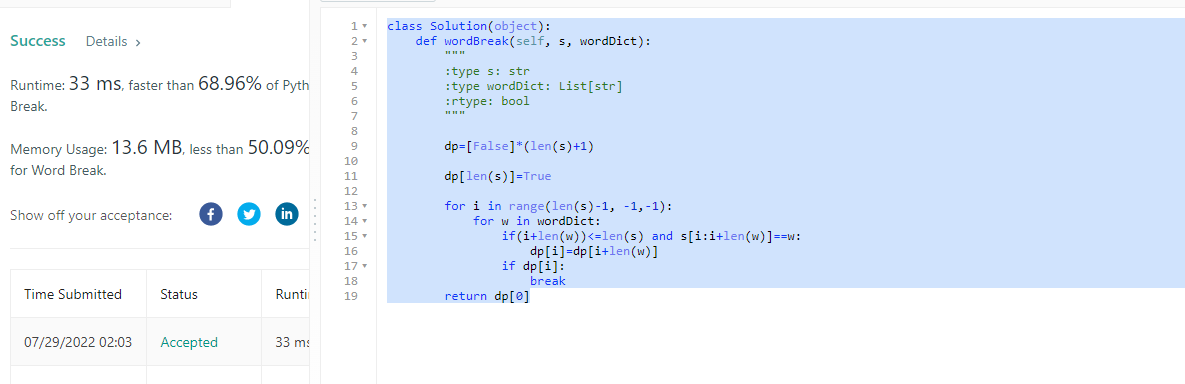 Success Details >
Runtime: 33 ms, faster than 68.96% of Pyth
Break.
Memory Usage: 13.6 MB, less than 50.09%
for Word Break.
Show off your acceptance:
Time Submitted Status Runti
07/29/2022 02:03 Accepted 33 ms
1 class Solution(object):
2 def wordBreak(self, s, wordDict):
3 """
4 :type s: str
5 :type wordDict: List[str]
6 :rtype: bool
7 """
8
9 dp=[False]*(len(s)+1)
10
11 dp[len(s)]=True
12
13 for i in range(len(s)-1, -1,-1):
14 for w in wordDict:
15 if(i+len(w))<=len(s) and s[i:i+len(w)]==w:
16 dp[i]=dp[i+len(w)]
17 if dp[i]:
18 break
19 return dp[0]